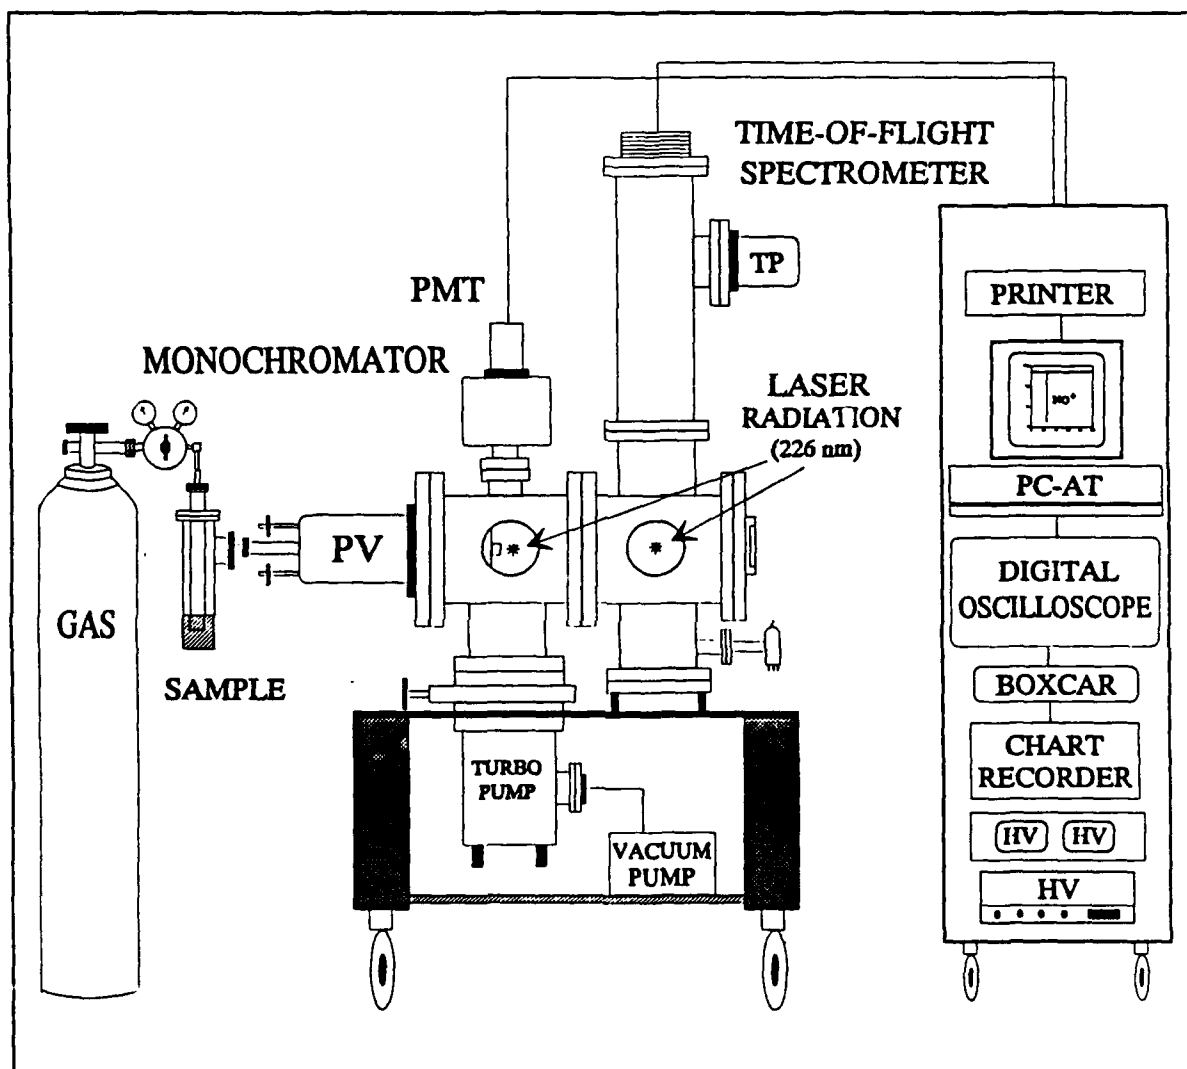 TIME-OF-FLIGHT
SPECTROMETER
TP
PMT
MONOCHROMATOR
LASER
RADIATION
(226 nm)
PV
GAS
SAMPLE
TURBO
PUMP
VACUUM
PUMP
PRINTER
NO+
PC-AT
DIGITAL
OSCILLOSCOPE
BOXCAR
CHART
RECORDER
HV HV
HV